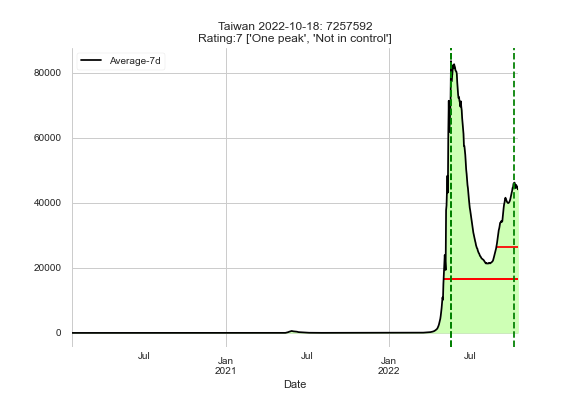 Taiwan 2022-10-18: 7257592
Rating:7 ['One peak', 'Not in control']
Average-7d
80000
60000
40000
20000
0
Jul
Jan
2021
Jul
Jan
2022
Jul
Date